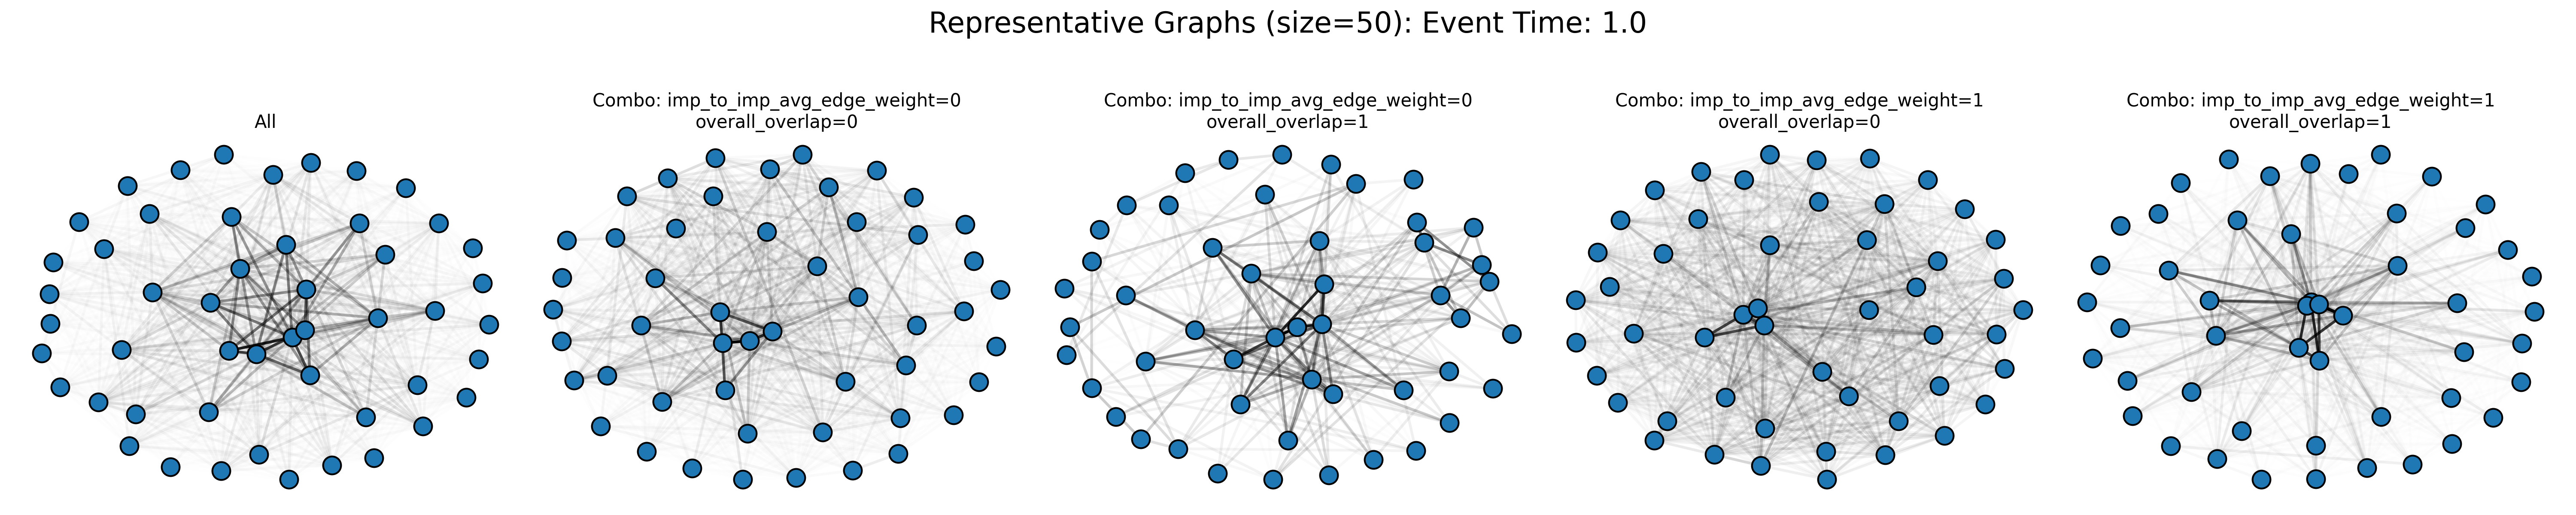 Representative Graphs (size=50): Event Time: 1.0
All
Combo: imp_to_imp_avg_edge_weight=0
overall_overlap=0
Combo: imp_to_imp_avg_edge_weight=0
overall_overlap=1
Combo: imp_to_imp_avg_edge_weight=1
overall_overlap=0
Combo: imp_to_imp_avg_edge_weight=1
overall_overlap=1